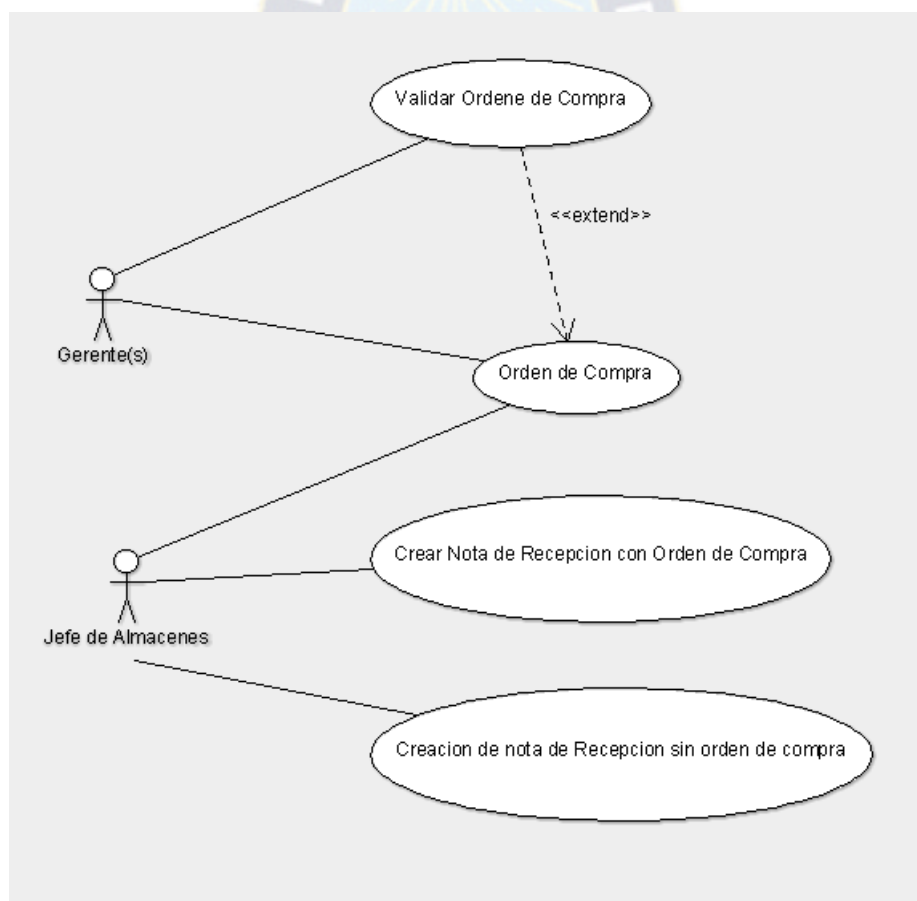 Validar Ordene de Compra
<<extend>>
Gerente(s)
Orden de Compra
Crear Nota de Recepcion con Orden de Compra
Jefe de Almacenes
Creacion de nota de Recepcion sin orden de compra